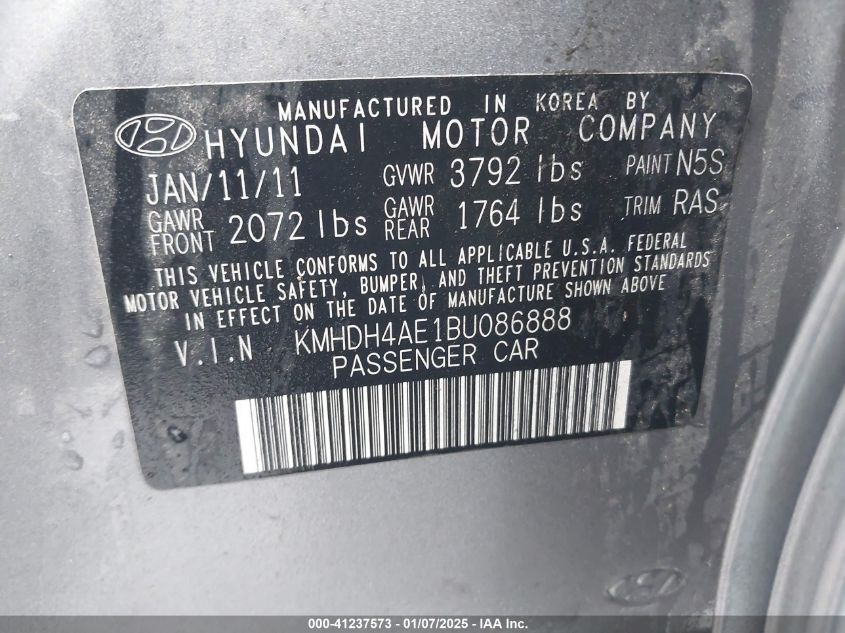 MANUFACTURED IN KOREA BY
HYUNDAI MOTOR COMPANY
JAN/11/11 GVWR 3792 lbs PAINT N5S
GAWR FRONT 2072 lbs GAWR REAR 1764 lbs TRIM RAS
THIS VEHICLE CONFORMS TO ALL APPLICABLE U.S.A. FEDERAL
MOTOR VEHICLE SAFETY, BUMPER, AND THEFT PREVENTION STANDARDS
IN EFFECT ON THE DATE OF MANUFACTURE SHOWN ABOVE
V.I.N KMHDH4AE1BU086888
PASSENGER CAR
000-41237573 - 01/07/2025 - IAA Inc.